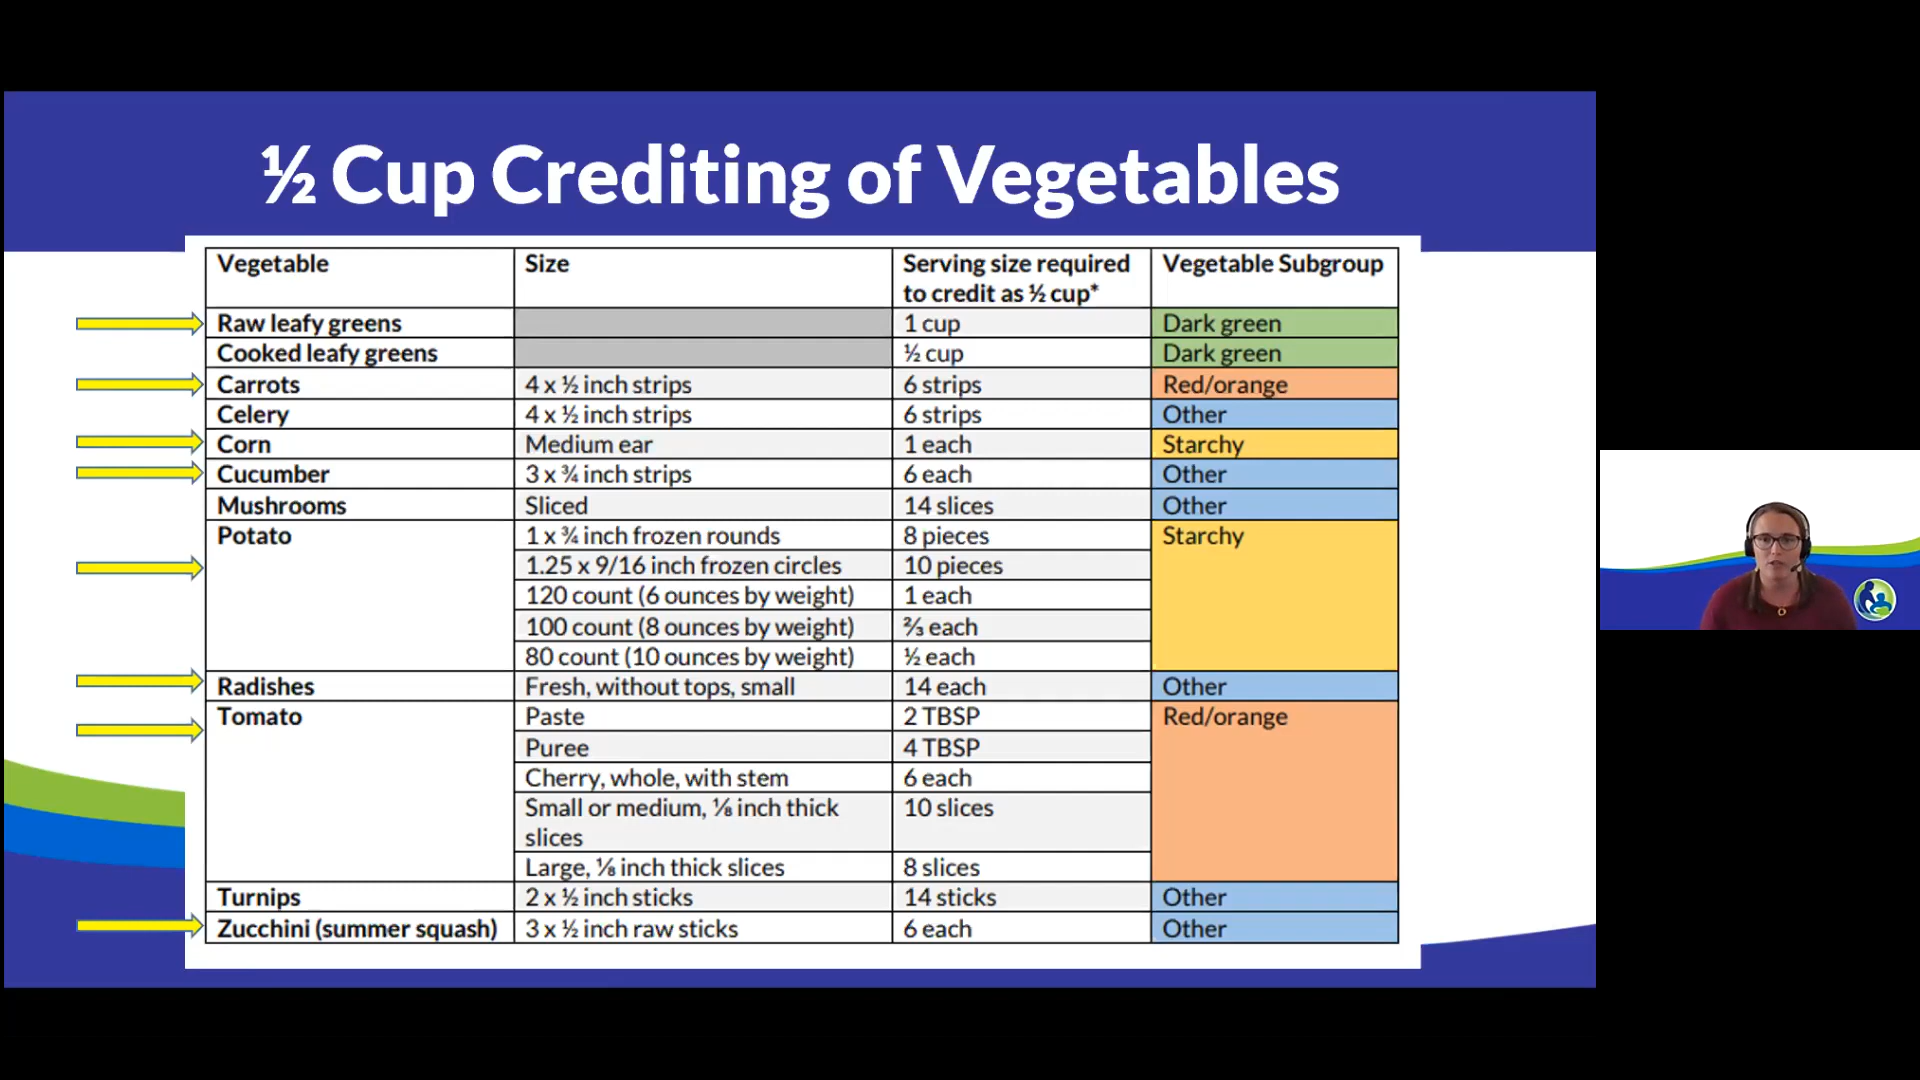 ½ Cup Crediting of Vegetables
Vegetable Size Serving size required to credit as ½ cup* Vegetable Subgroup
Raw leafy greens 1 cup Dark green
Cooked leafy greens ½ cup Dark green
Carrots 4 x ½ inch strips 6 strips Red/orange
Celery 4 x ½ inch strips 6 strips Other
Corn Medium ear 1 each Starchy
Cucumber 3 x ¾ inch strips 6 each Other
Mushrooms Sliced 14 slices Other
Potato 1 x ¾ inch frozen rounds 8 pieces Starchy
1.25 x 9/16 inch frozen circles 10 pieces
120 count (6 ounces by weight) 1 each
100 count (8 ounces by weight) ⅔ each
80 count (10 ounces by weight) ½ each
Radishes Fresh, without tops, small 14 each Other
Tomato Paste 2 TBSP Red/orange
Puree 4 TBSP
Cherry, whole, with stem 6 each
Small or medium, ⅛ inch thick slices 10 slices
Large, ⅛ inch thick slices 8 slices
Turnips 2 x ½ inch sticks 14 sticks Other
Zucchini (summer squash) 3 x ½ inch raw sticks 6 each Other